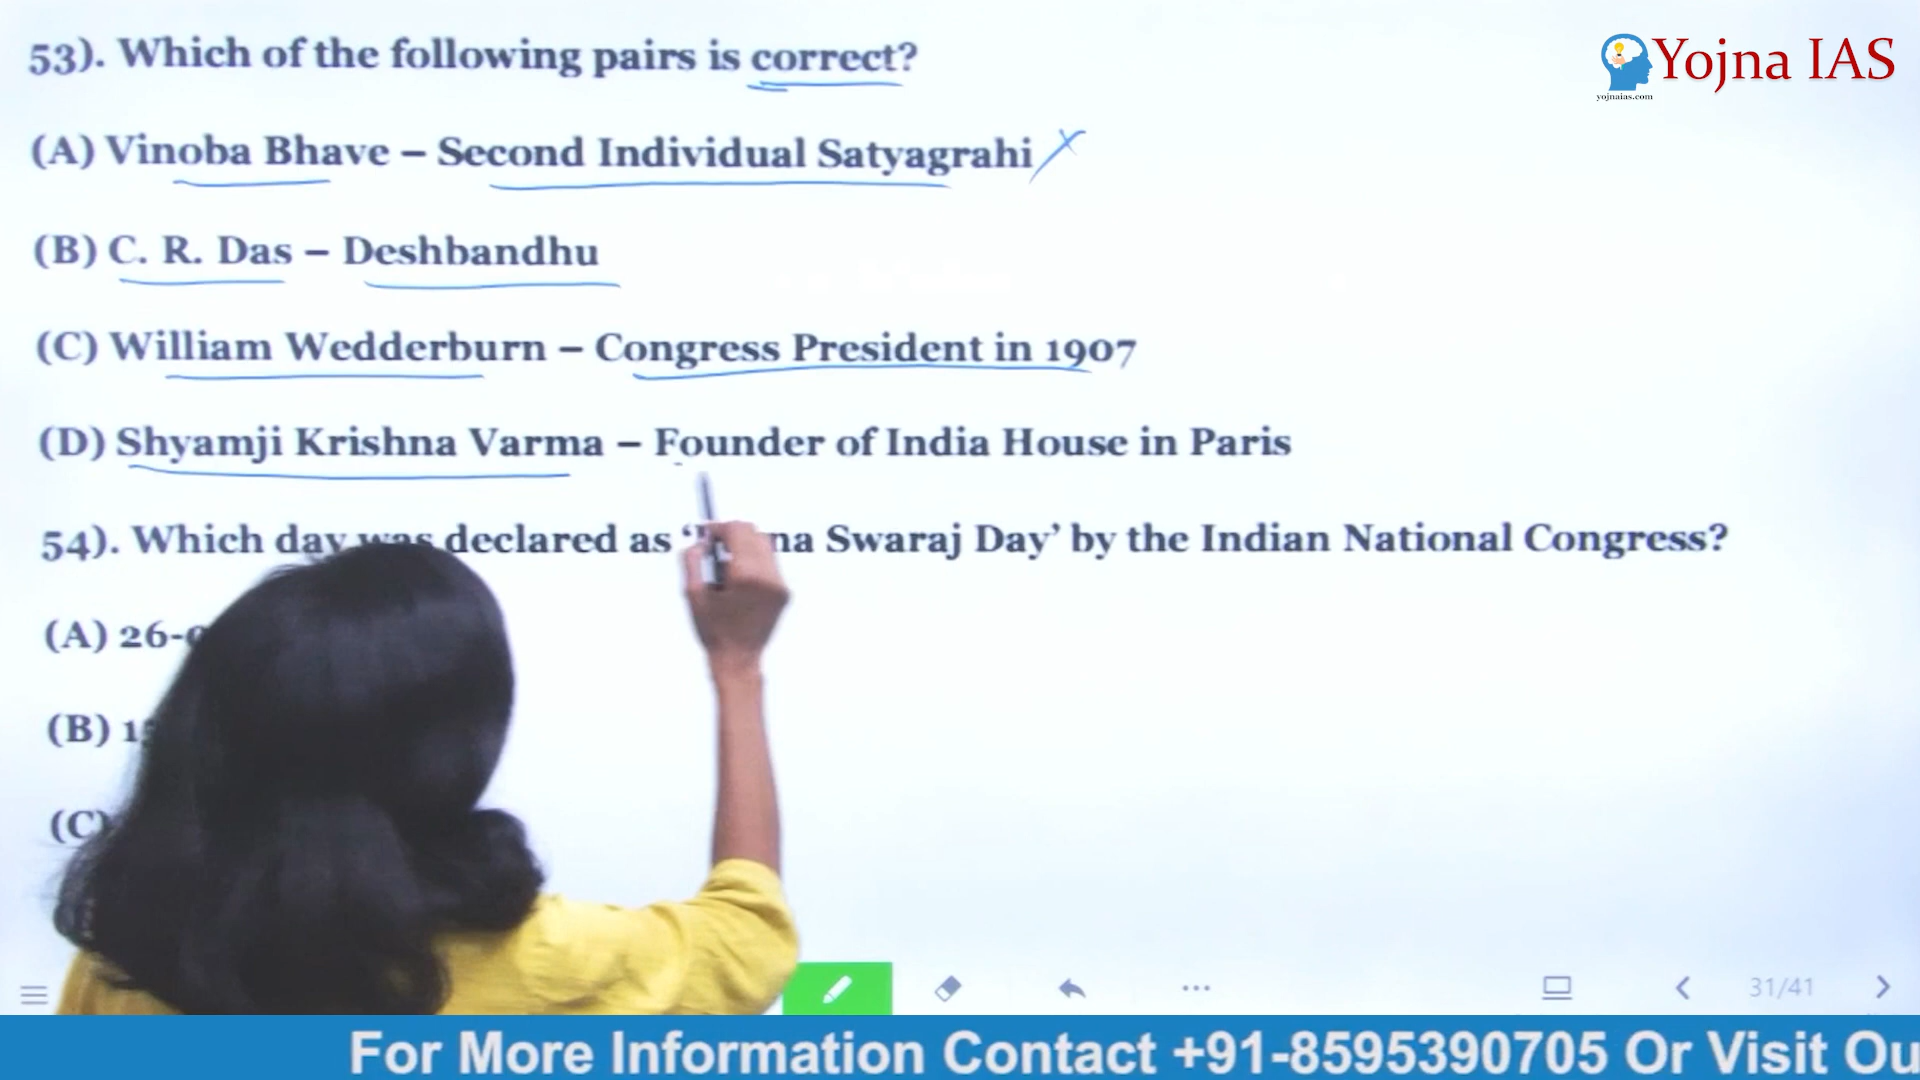 53). Which of the following pairs is correct?
Yojna IAS
yojnaias.com
(A) Vinoba Bhave – Second Individual Satyagrahi
(B) C. R. Das – Deshbandhu
(C) William Wedderburn – Congress President in 1907
(D) Shyamji Krishna Varma – Founder of India House in Paris
54). Which day was declared as ‘ na Swaraj Day’ by the Indian National Congress?
(A) 26-
(B) 1
(C)
31/41
For More Information Contact +91-8595390705 Or Visit Ou